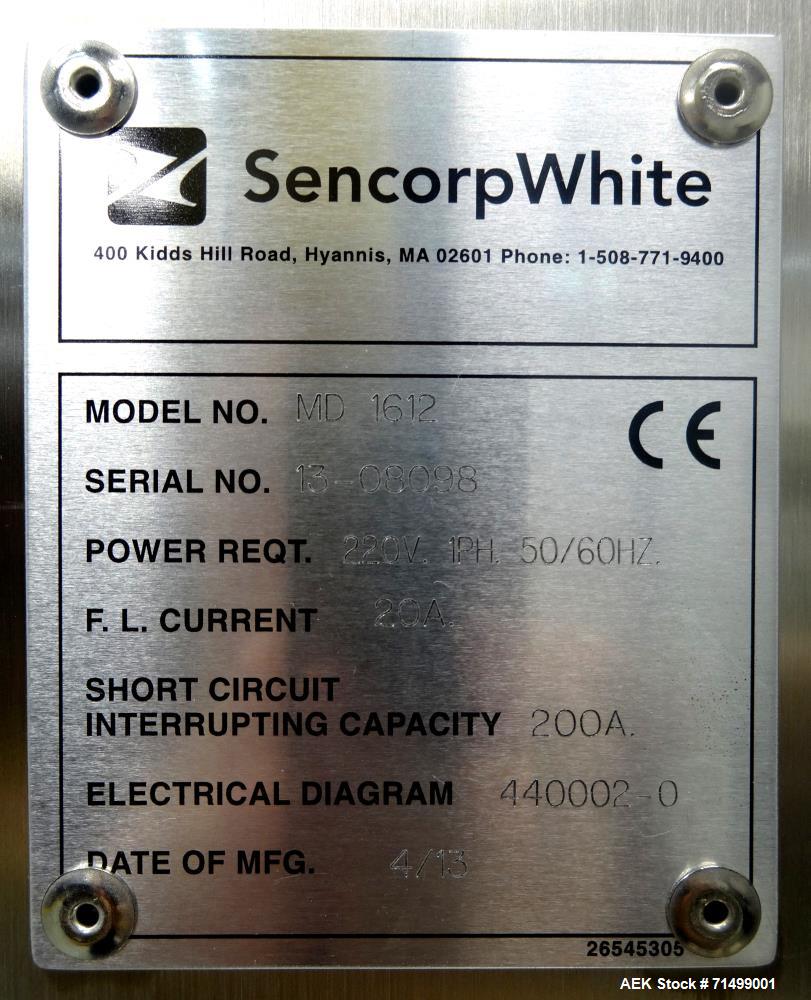 SencorpWhite
400 Kidds Hill Road, Hyannis, MA 02601 Phone: 1-508-771-9400
MODEL NO. MD 1612
CE
SERIAL NO. 13-08098
POWER REQT. 220V. 1PH. 50/60HZ.
F. L. CURRENT 20A.
SHORT CIRCUIT
INTERRUPTING CAPACITY 200A.
ELECTRICAL DIAGRAM 440002-0
DATE OF MFG. 4/13
26545305
AEK Stock # 71499001